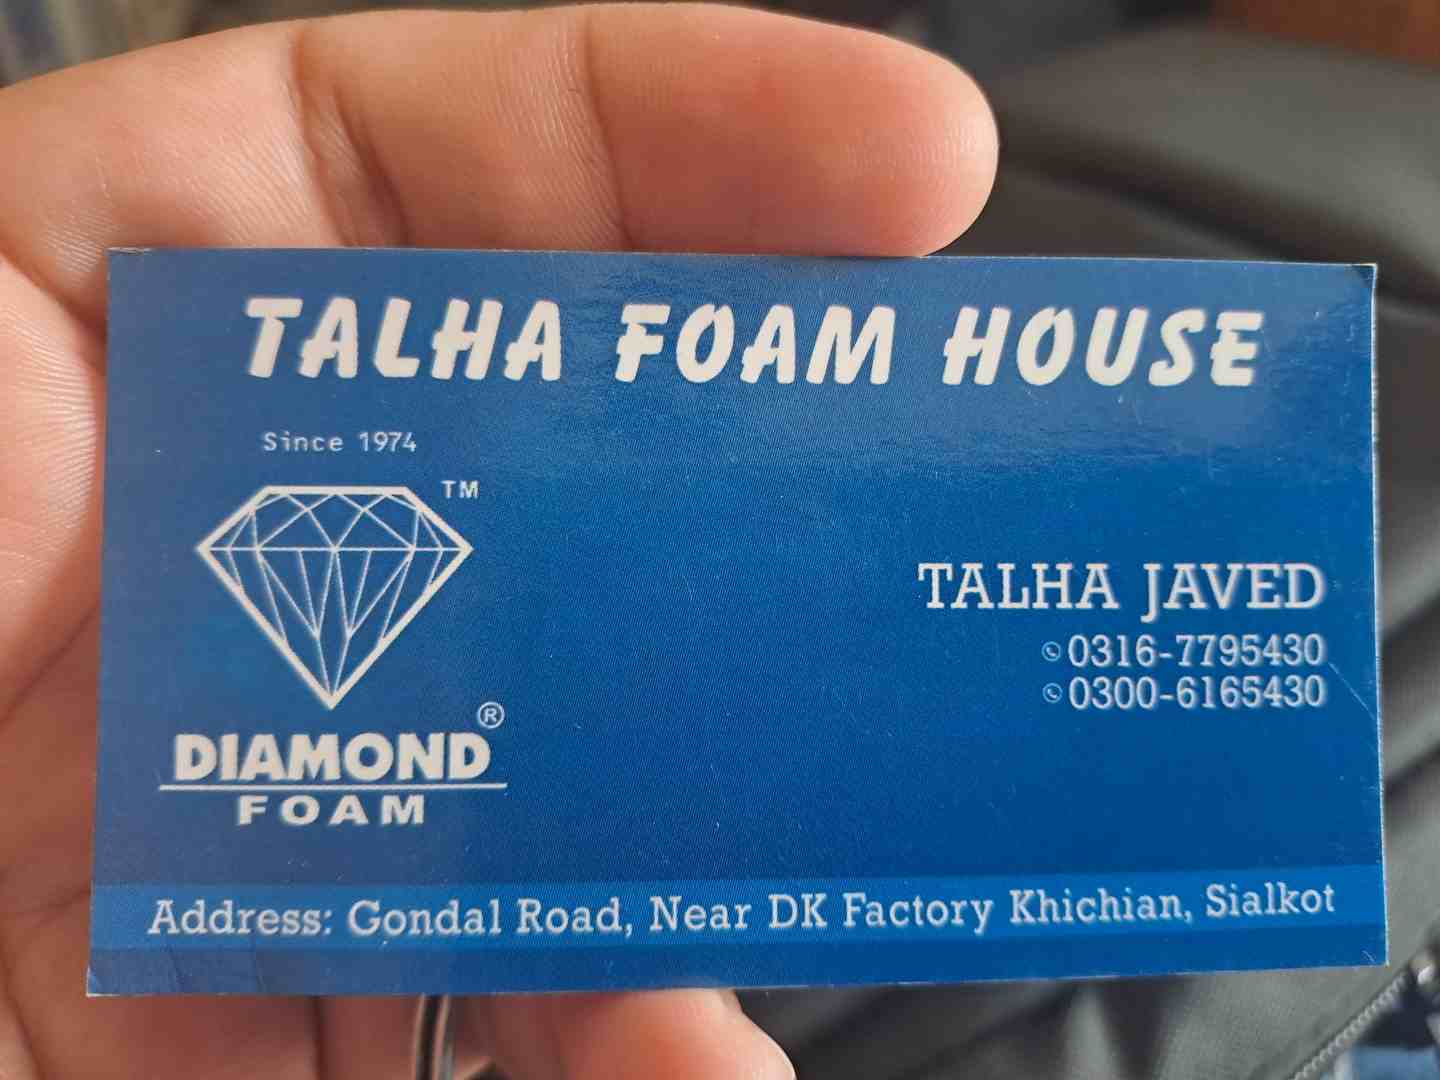 TALHA FOAM HOUSE
Since 1974
TM
TALHA JAVED
0316-7795430
0300-6165430
®
DIAMOND
FOAM
Address: Gondal Road, Near DK Factory Khichian, Sialkot